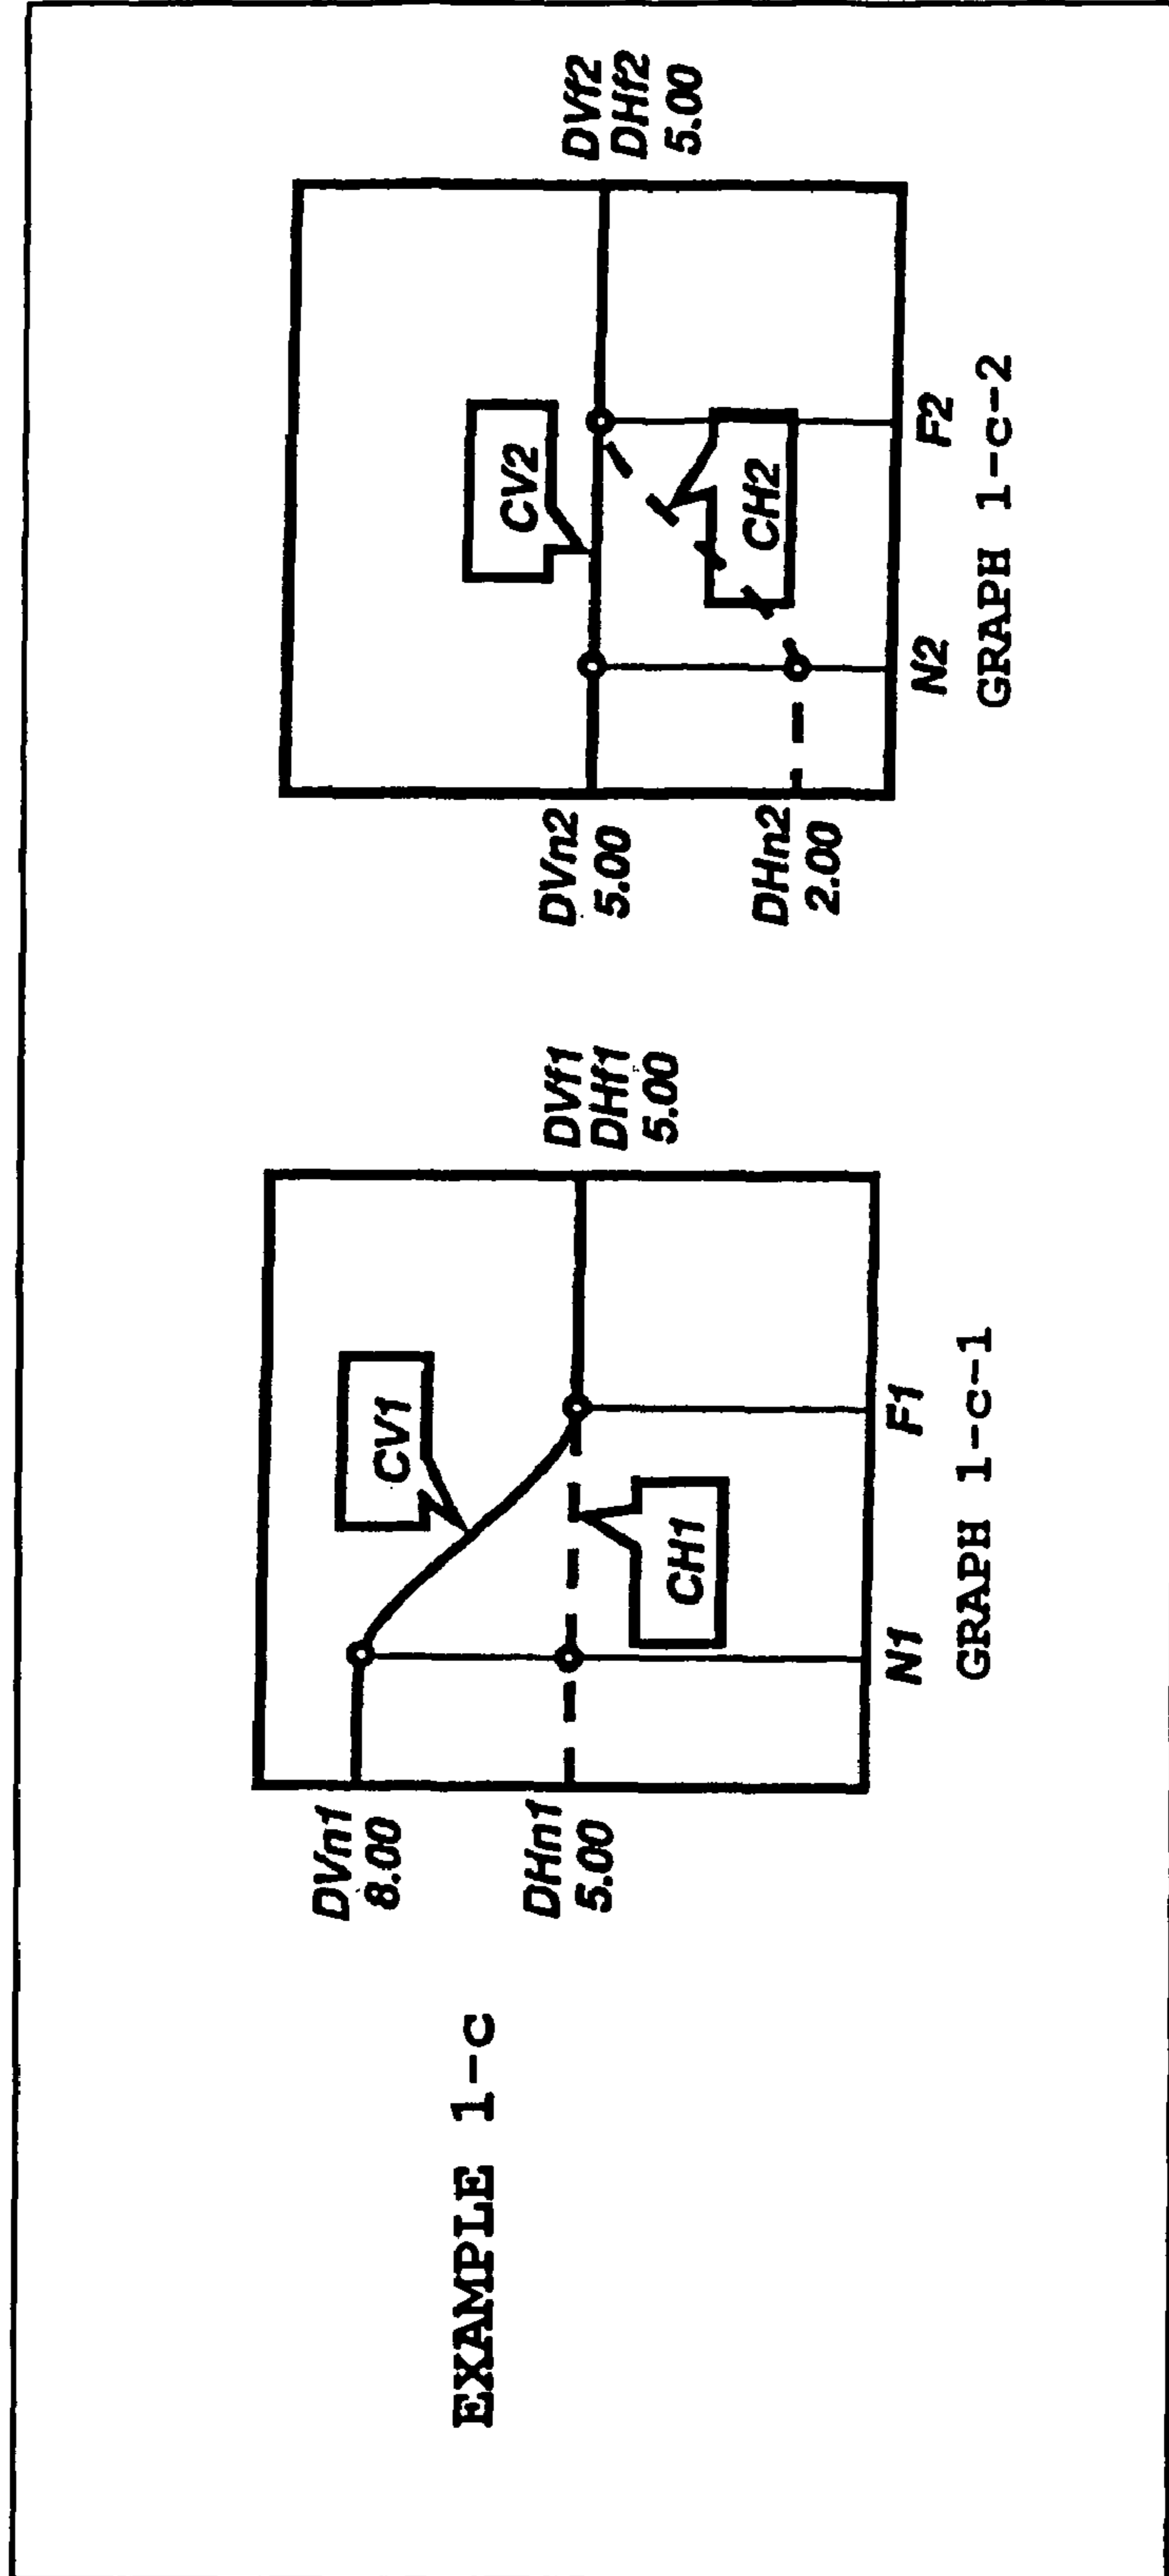 EXAMPLE 1-c
DVn1
8.00
DHn1
5.00
CV1
CH1
DVf1
DHf1
5.00
N1
F1
GRAPH 1-c-1
DVn2
5.00
DHn2
2.00
CV2
CH2
DVf2
DHf2
5.00
N2
F2
GRAPH 1-c-2